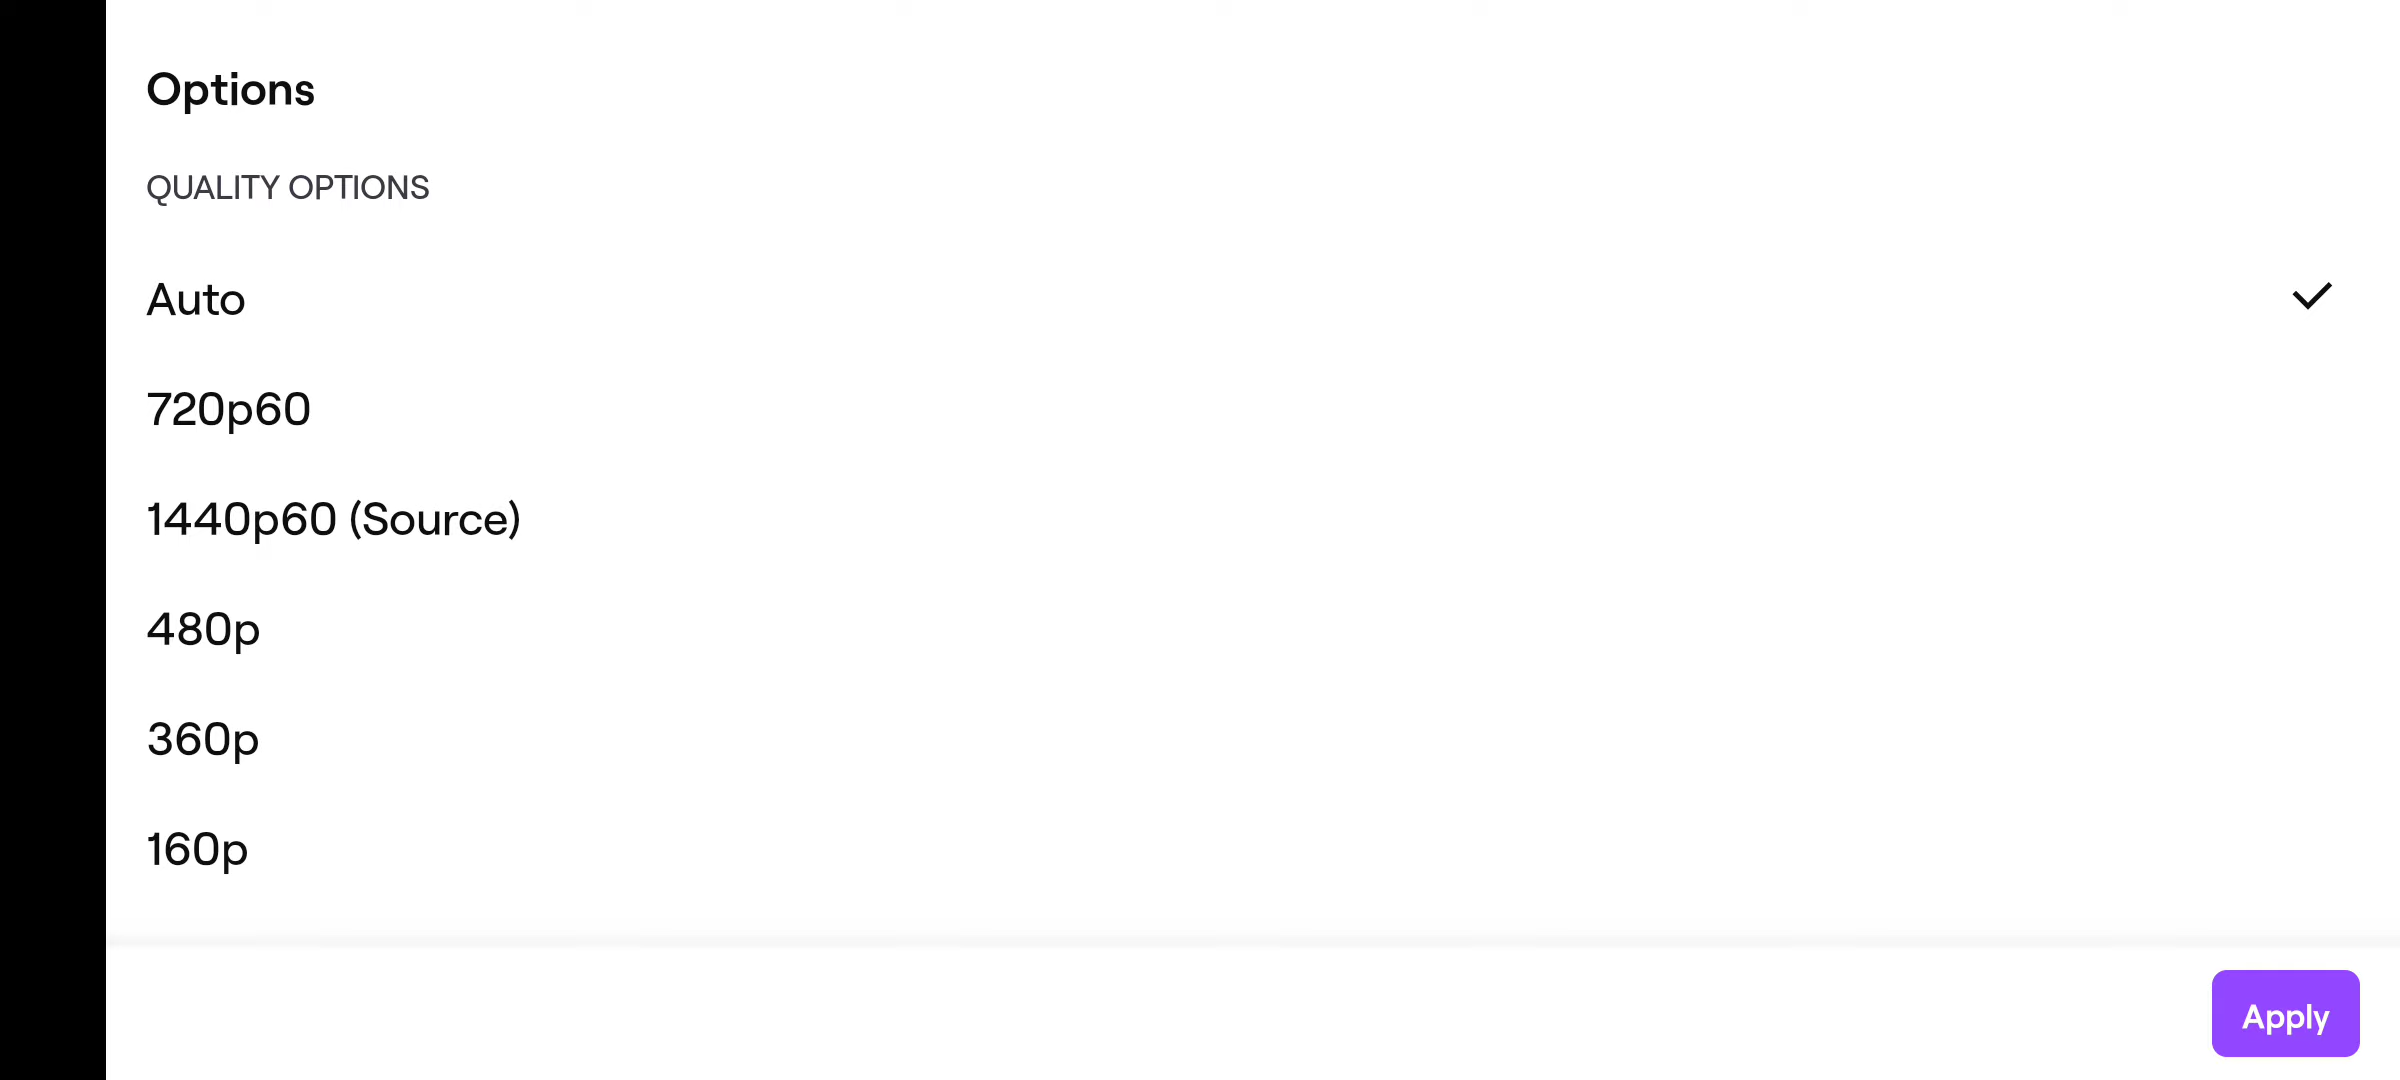 Options
QUALITY OPTIONS
Auto
720p60
1440p60 (Source)
480p
360p
160p
Apply